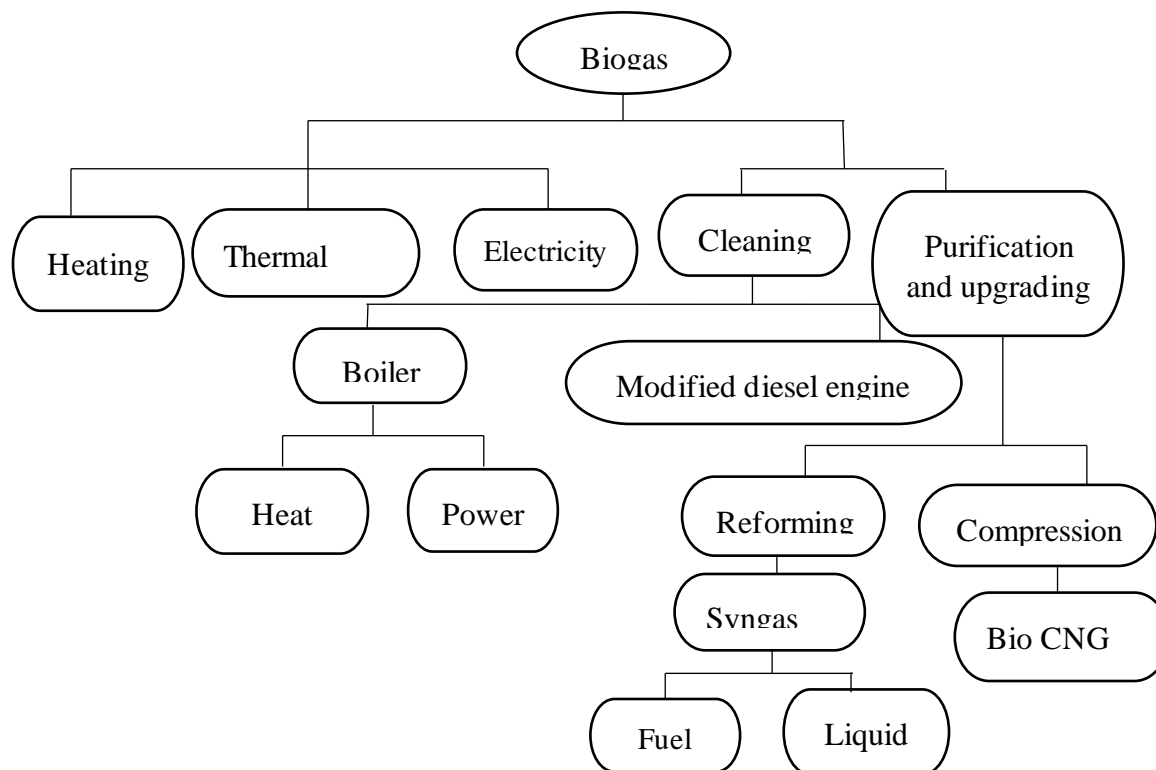 Biogas
Heating
Thermal
Electricity
Cleaning
Purification
and upgrading
Boiler
Modified diesel engine
Heat
Power
Reforming
Compression
Syngas
Bio CNG
Fuel
Liquid